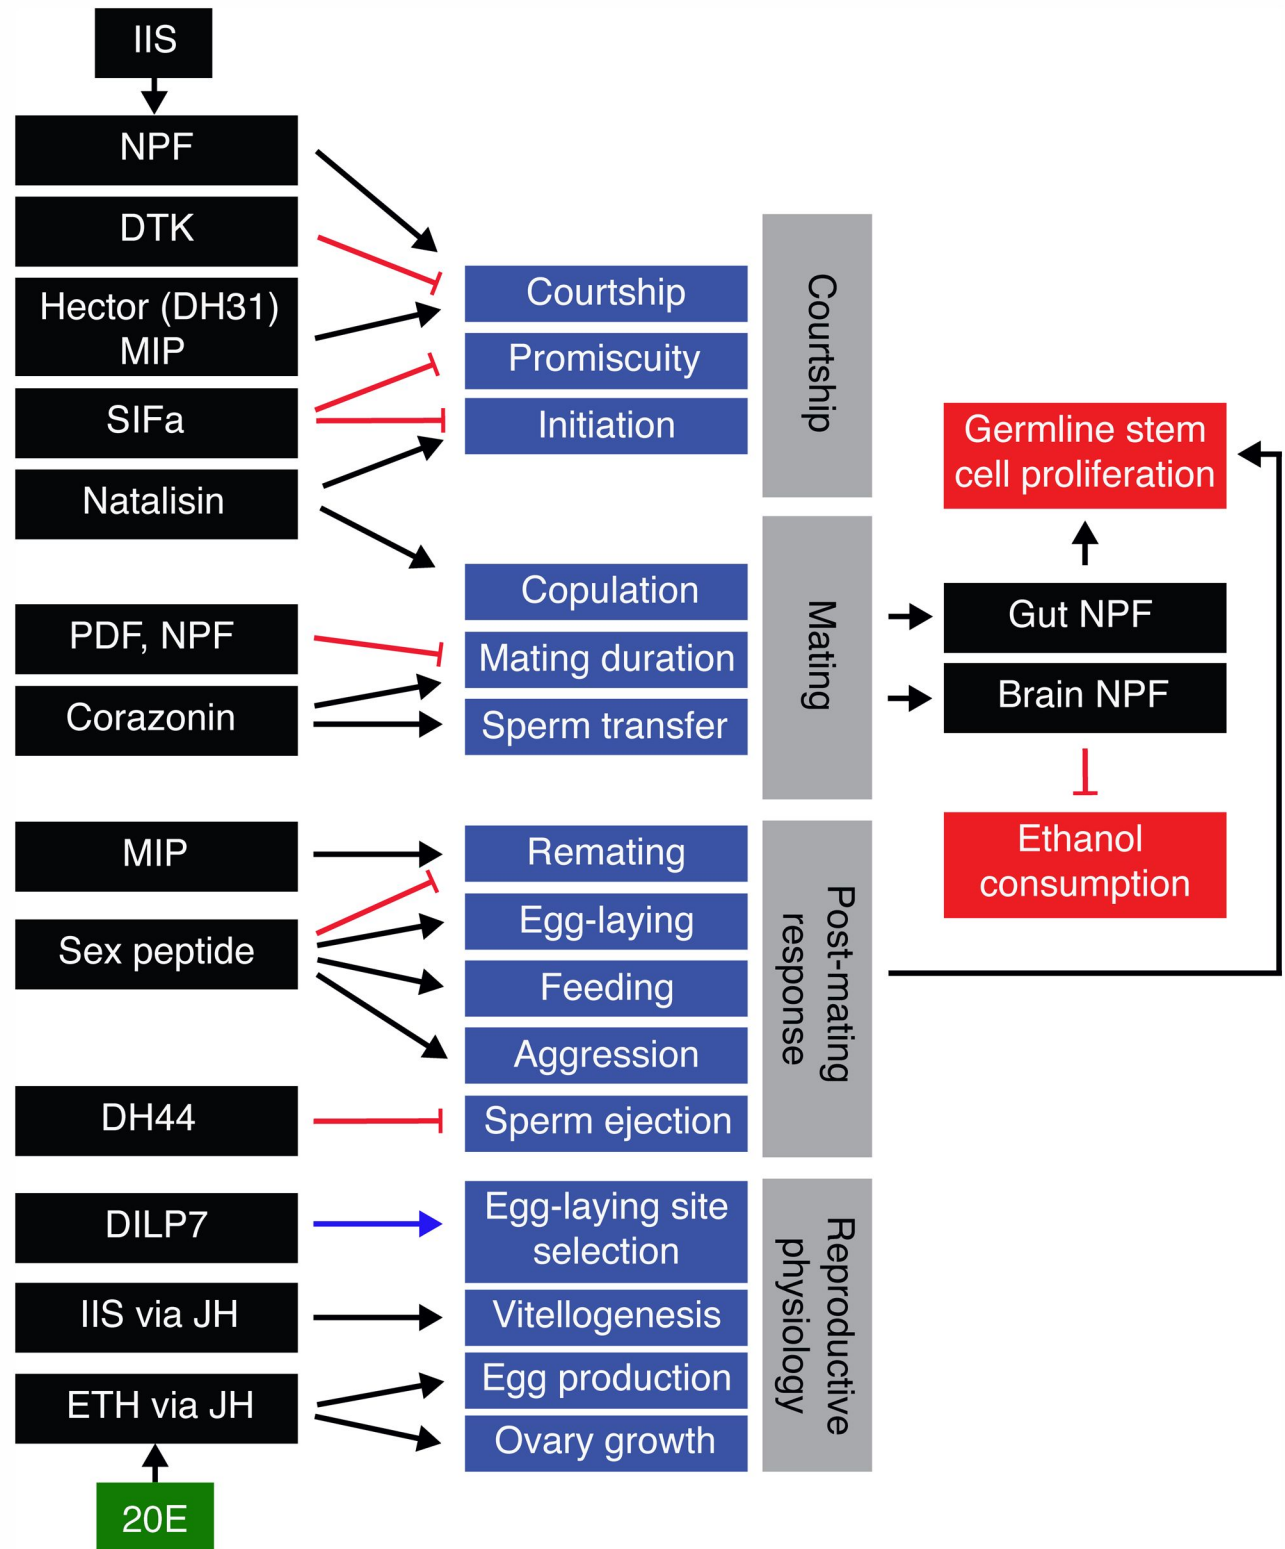 IIS
NPF
DTK
Hector (DH31)
MIP
SIFa
Natalisin
PDF, NPF
Corazonin
MIP
Sex peptide
DH44
DILP7
IIS via JH
ETH via JH
20E
Courtship
Promiscuity
Initiation
Copulation
Mating duration
Sperm transfer
Remating
Egg-laying
Feeding
Aggression
Sperm ejection
Egg-laying site
selection
Vitellogenesis
Egg production
Ovary growth
Courtship
Mating
Post-mating
response
Reproductive
physiology
Germline stem
cell proliferation
Gut NPF
Brain NPF
Ethanol
consumption